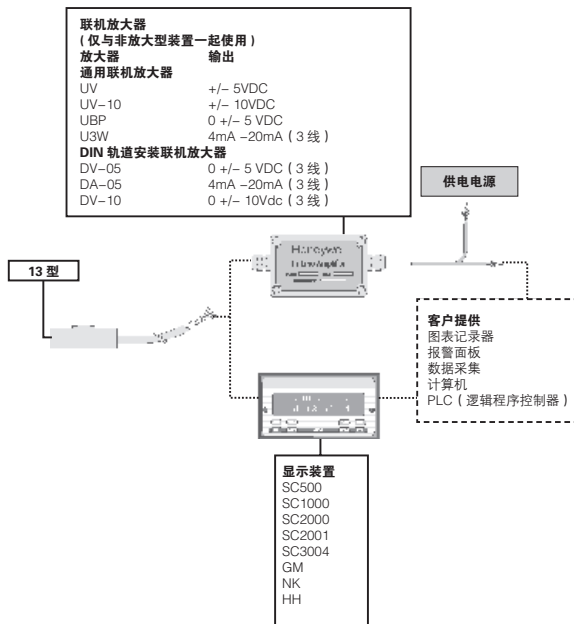 联机放大器
(仅与非放大型装置一起使用)
放大器 输出
通用联机放大器
UV +/– 5VDC
UV–10 +/– 10VDC
UBP 0 +/– 5 VDC
U3W 4mA –20mA(3 线)
DIN 轨道安装联机放大器
DV–05 0 +/– 5 VDC(3 线)
DA–05 4mA –20mA(3 线)
DV–10 0 +/– 10Vdc(3 线)
供电电源
Honeywell
In-Line Amplifier
13 型
客户提供
图表记录器
报警面板
数据采集
计算机
PLC(逻辑程序控制器)
显示装置
SC500
SC1000
SC2000
SC2001
SC3004
GM
NK
HH